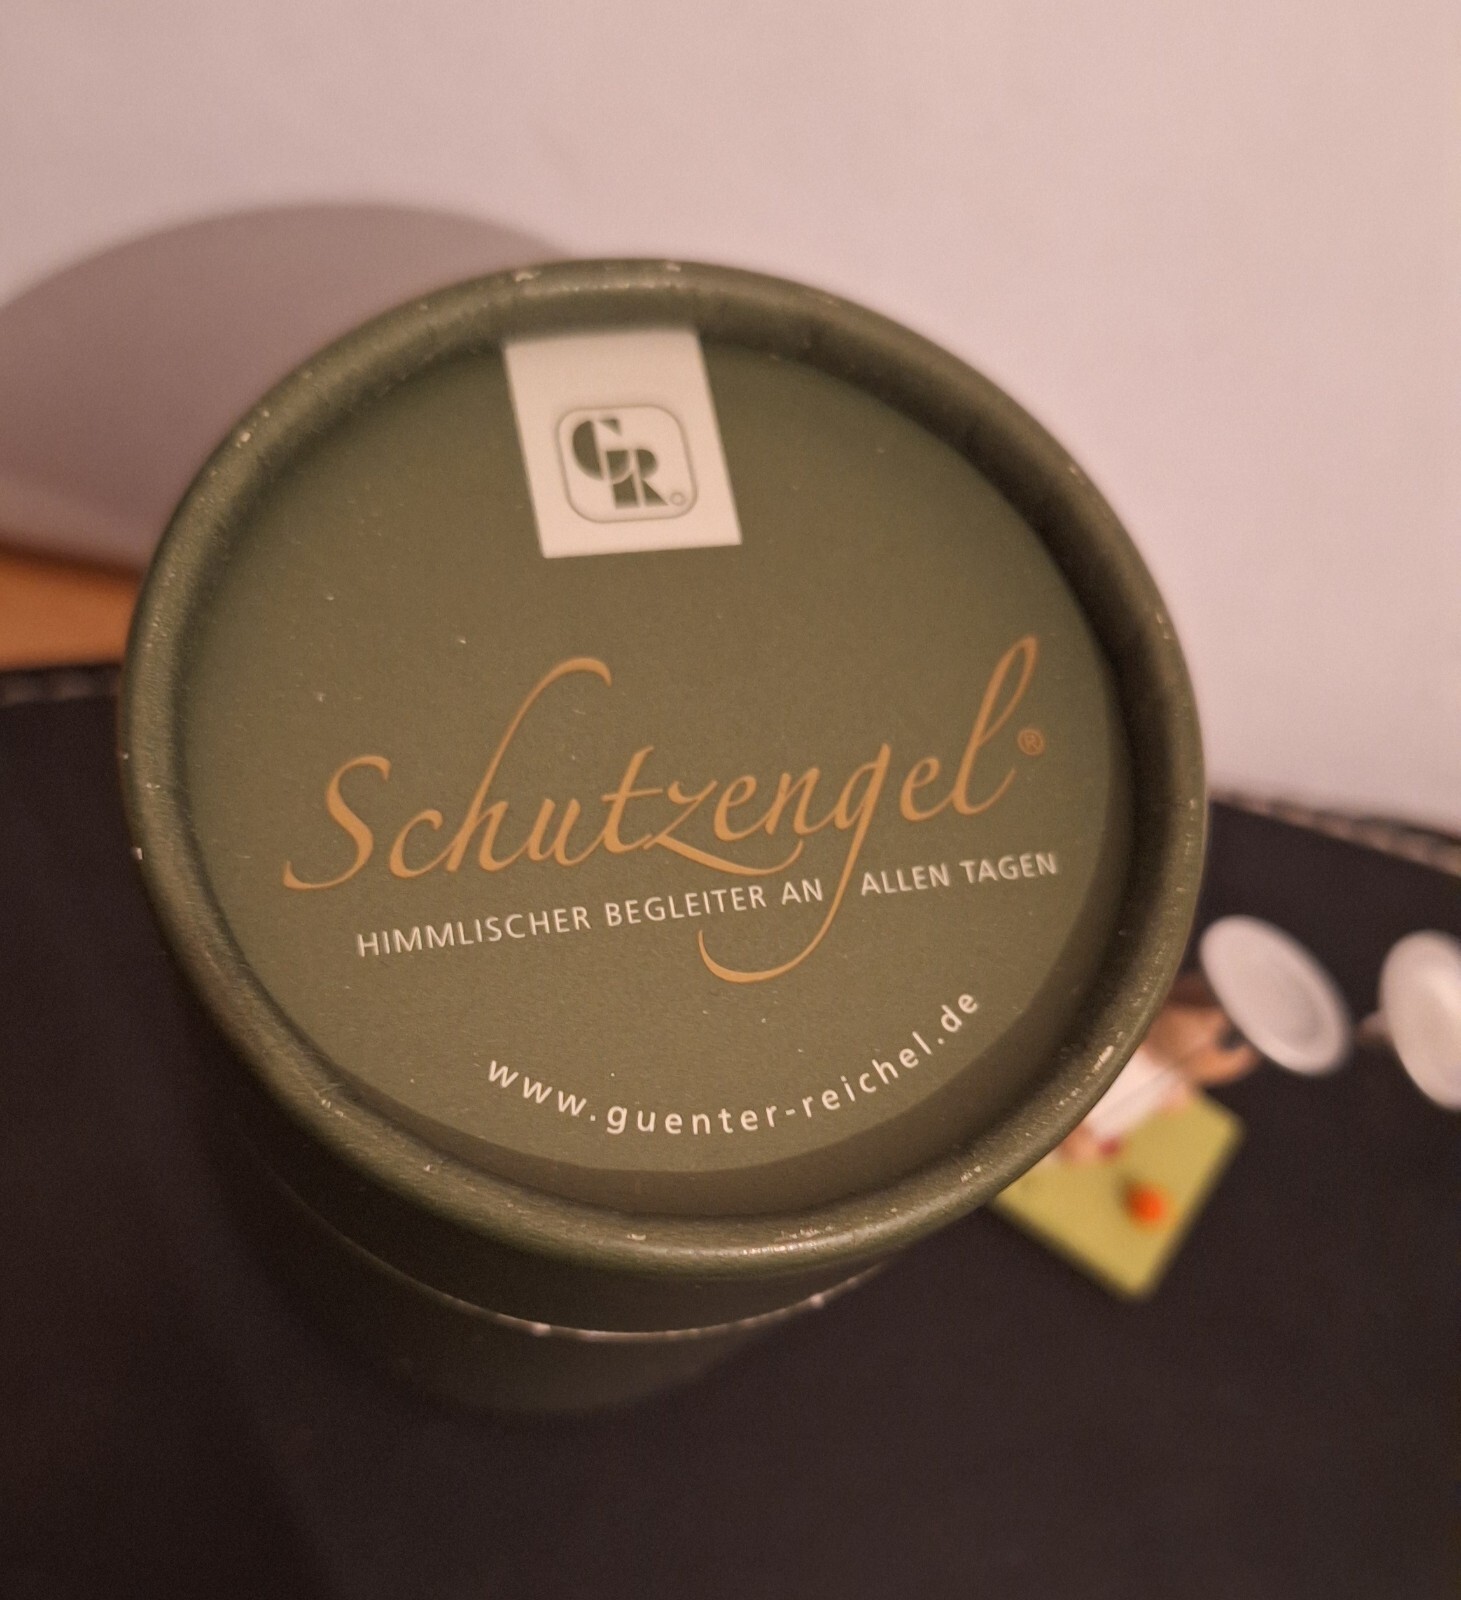 GR®
Schutzengel®
HIMMLISCHER BEGLEITER AN ALLEN TAGEN
www.guenter-reichel.de